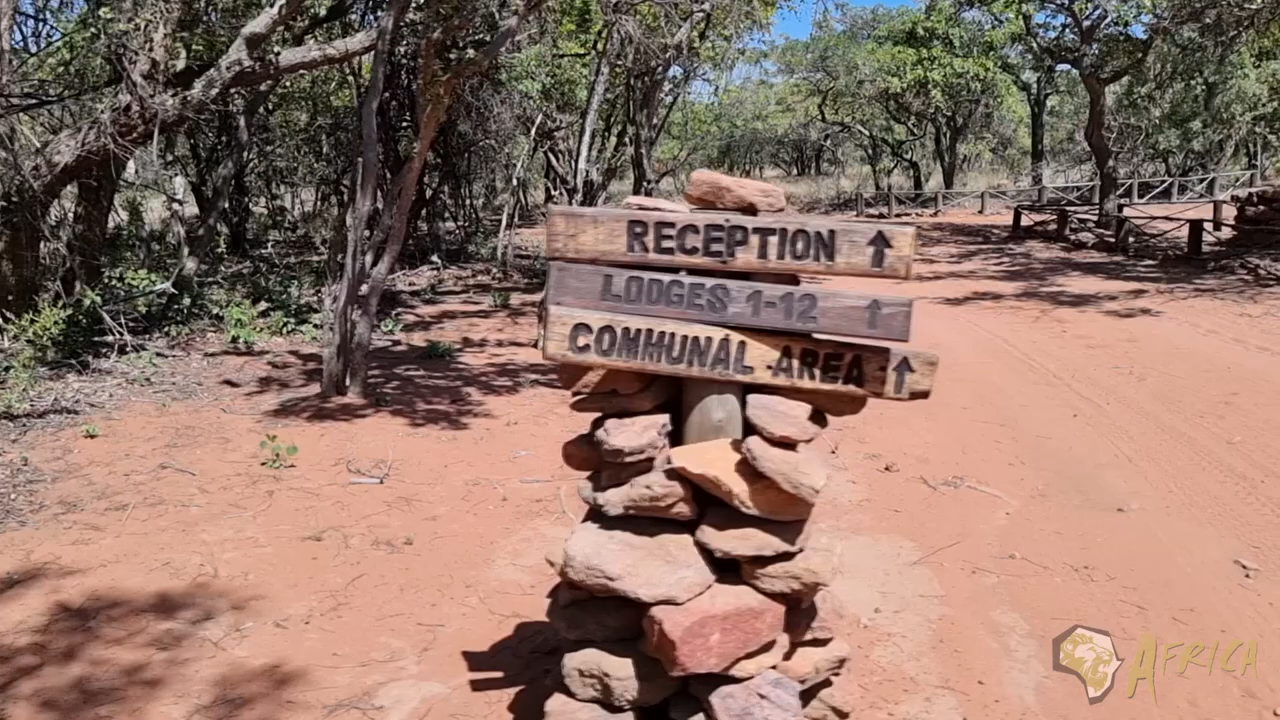 RECEPTION ↑
LODGES 1-12 ↑
COMMUNAL AREA ↑
AFRICA